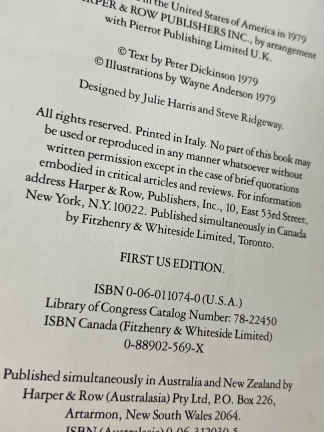 in the United States of America in 1979
HARPER & ROW PUBLISHERS INC., by arrangement
with Pierrot Publishing Limited U.K.
© Text by Peter Dickinson 1979
© Illustrations by Wayne Anderson 1979
Designed by Julie Harris and Steve Ridgeway.
All rights reserved. Printed in Italy. No part of this book may
be used or reproduced in any manner whatsoever without
written permission except in the case of brief quotations
embodied in critical articles and reviews. For information
address Harper & Row, Publishers, Inc., 10, East 53rd Street,
New York, N.Y. 10022. Published simultaneously in Canada
by Fitzhenry & Whiteside Limited, Toronto.
FIRST US EDITION.
ISBN 0-06-011074-0 (U.S.A.)
Library of Congress Catalog Number: 78-22450
ISBN Canada (Fitzhenry & Whiteside Limited)
0-88902-569-X
Published simultaneously in Australia and New Zealand by
Harper & Row (Australasia) Pty Ltd, P.O. Box 226,
Artarmon, New South Wales 2064.
ISBN (Australasia)